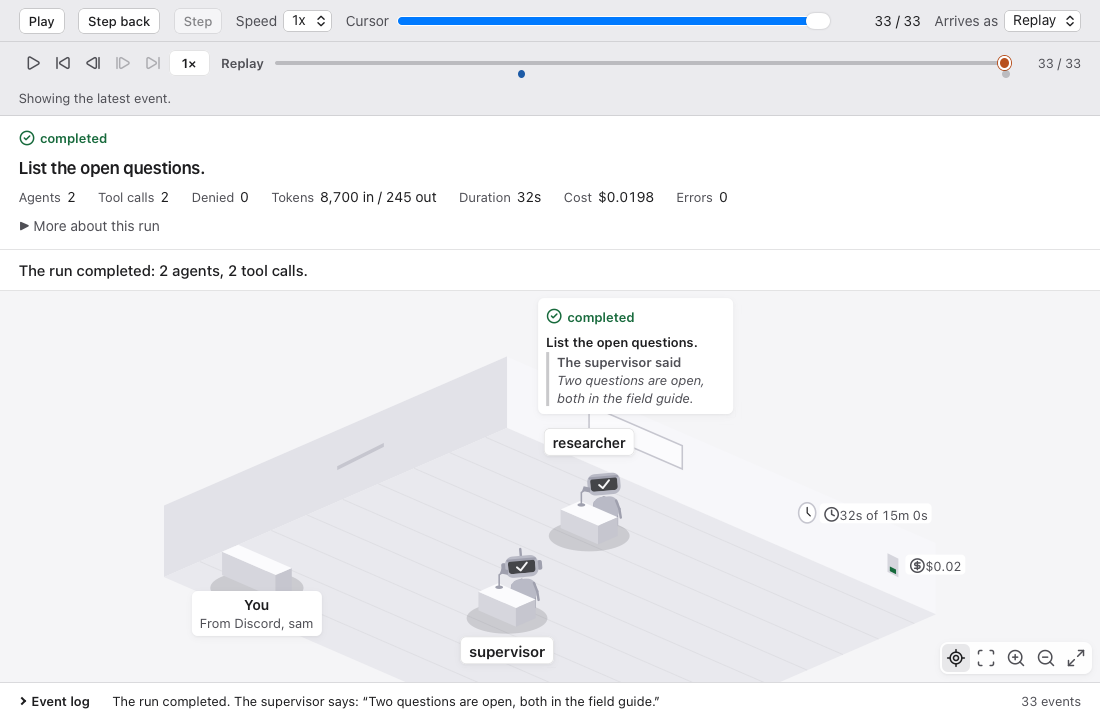 Play Step back Step Speed 1x Cursor 33 / 33 Arrives as Replay
1x Replay 33 / 33
Showing the latest event.
completed
List the open questions.
Agents 2 Tool calls 2 Denied 0 Tokens 8,700 in / 245 out Duration 32s Cost $0.0198 Errors 0
More about this run
The run completed: 2 agents, 2 tool calls.
completed
List the open questions.
The supervisor said
Two questions are open,
both in the field guide.
researcher
32s of 15m 0s
$0.02
You
From Discord, sam
supervisor
Event log The run completed. The supervisor says: “Two questions are open, both in the field guide.” 33 events